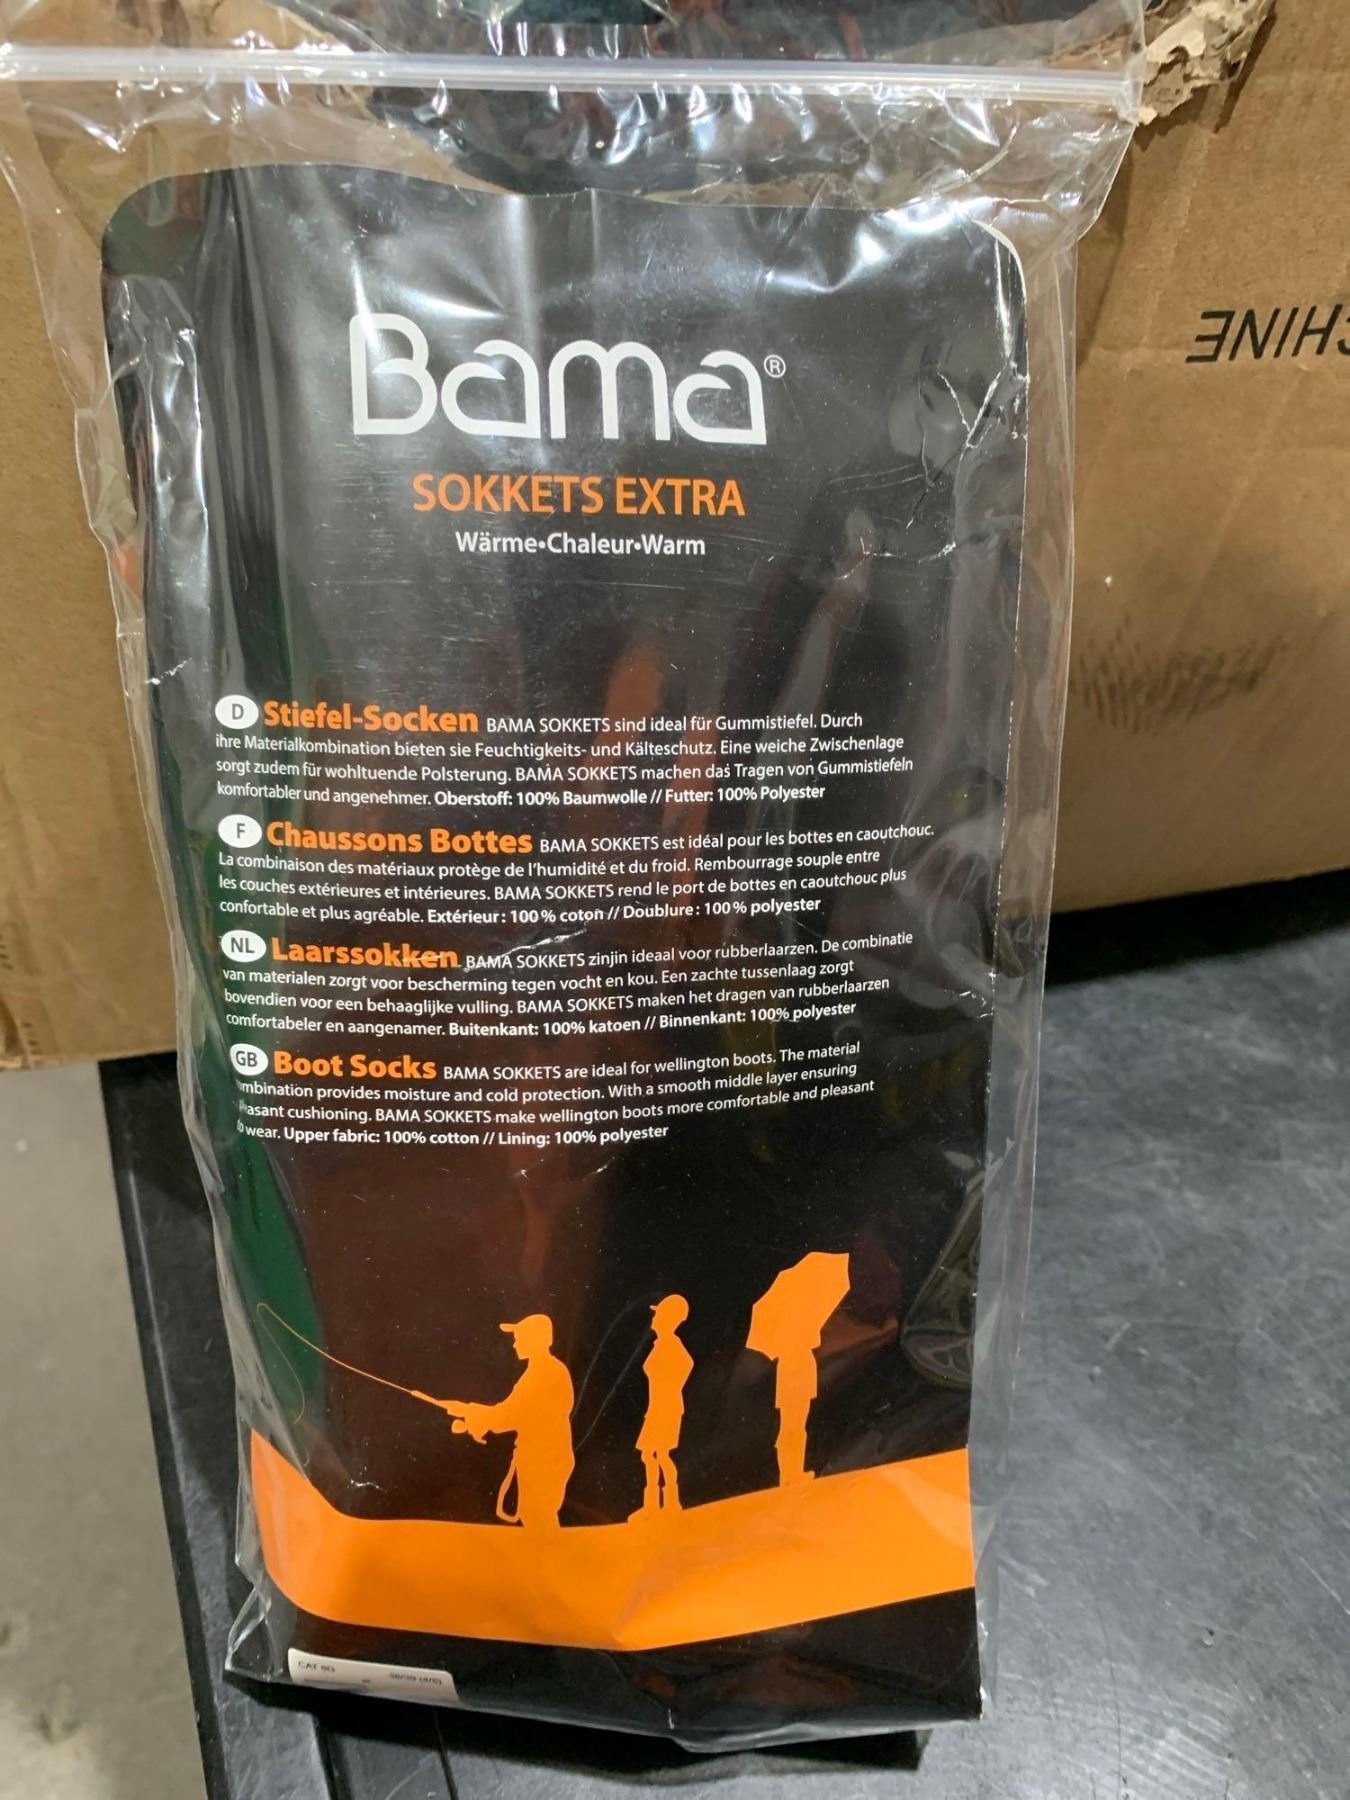 Bama®
SOKKETS EXTRA
Wärme•Chaleur•Warm
D Stiefel-Socken BAMA SOKKETS sind ideal für Gummistiefel. Durch
ihre Materialkombination bieten sie Feuchtigkeits- und Kälteschutz. Eine weiche Zwischenlage
sorgt zudem für wohltuende Polsterung. BAMA SOKKETS machen das Tragen von Gummistiefeln
komfortabler und angenehmer. Oberstoff: 100% Baumwolle // Futter: 100% Polyester
F Chaussons Bottes BAMA SOKKETS est idéal pour les bottes en caoutchouc.
La combinaison des matériaux protège de l'humidité et du froid. Rembourrage souple entre
les couches extérieures et intérieures. BAMA SOKKETS rend le port de bottes en caoutchouc plus
confortable et plus agréable. Extérieur: 100% coton // Doublure: 100% polyester
NL Laarssokken BAMA SOKKETS zinjin ideaal voor rubberlaarzen. De combinatie
van materialen zorgt voor bescherming tegen vocht en kou. Een zachte tussenlaag zorgt
bovendien voor een behaaglijke vulling. BAMA SOKKETS maken het dragen van rubberlaarzen
comfortabeler en aangenamer. Buitenkant: 100% katoen // Binnenkant: 100% polyester
GB Boot Socks BAMA SOKKETS are ideal for wellington boots. The material
mbination provides moisture and cold protection. With a smooth middle layer ensuring
easant cushioning. BAMA SOKKETS make wellington boots more comfortable and pleasant
to wear. Upper fabric: 100% cotton // Lining: 100% polyester
CHINE